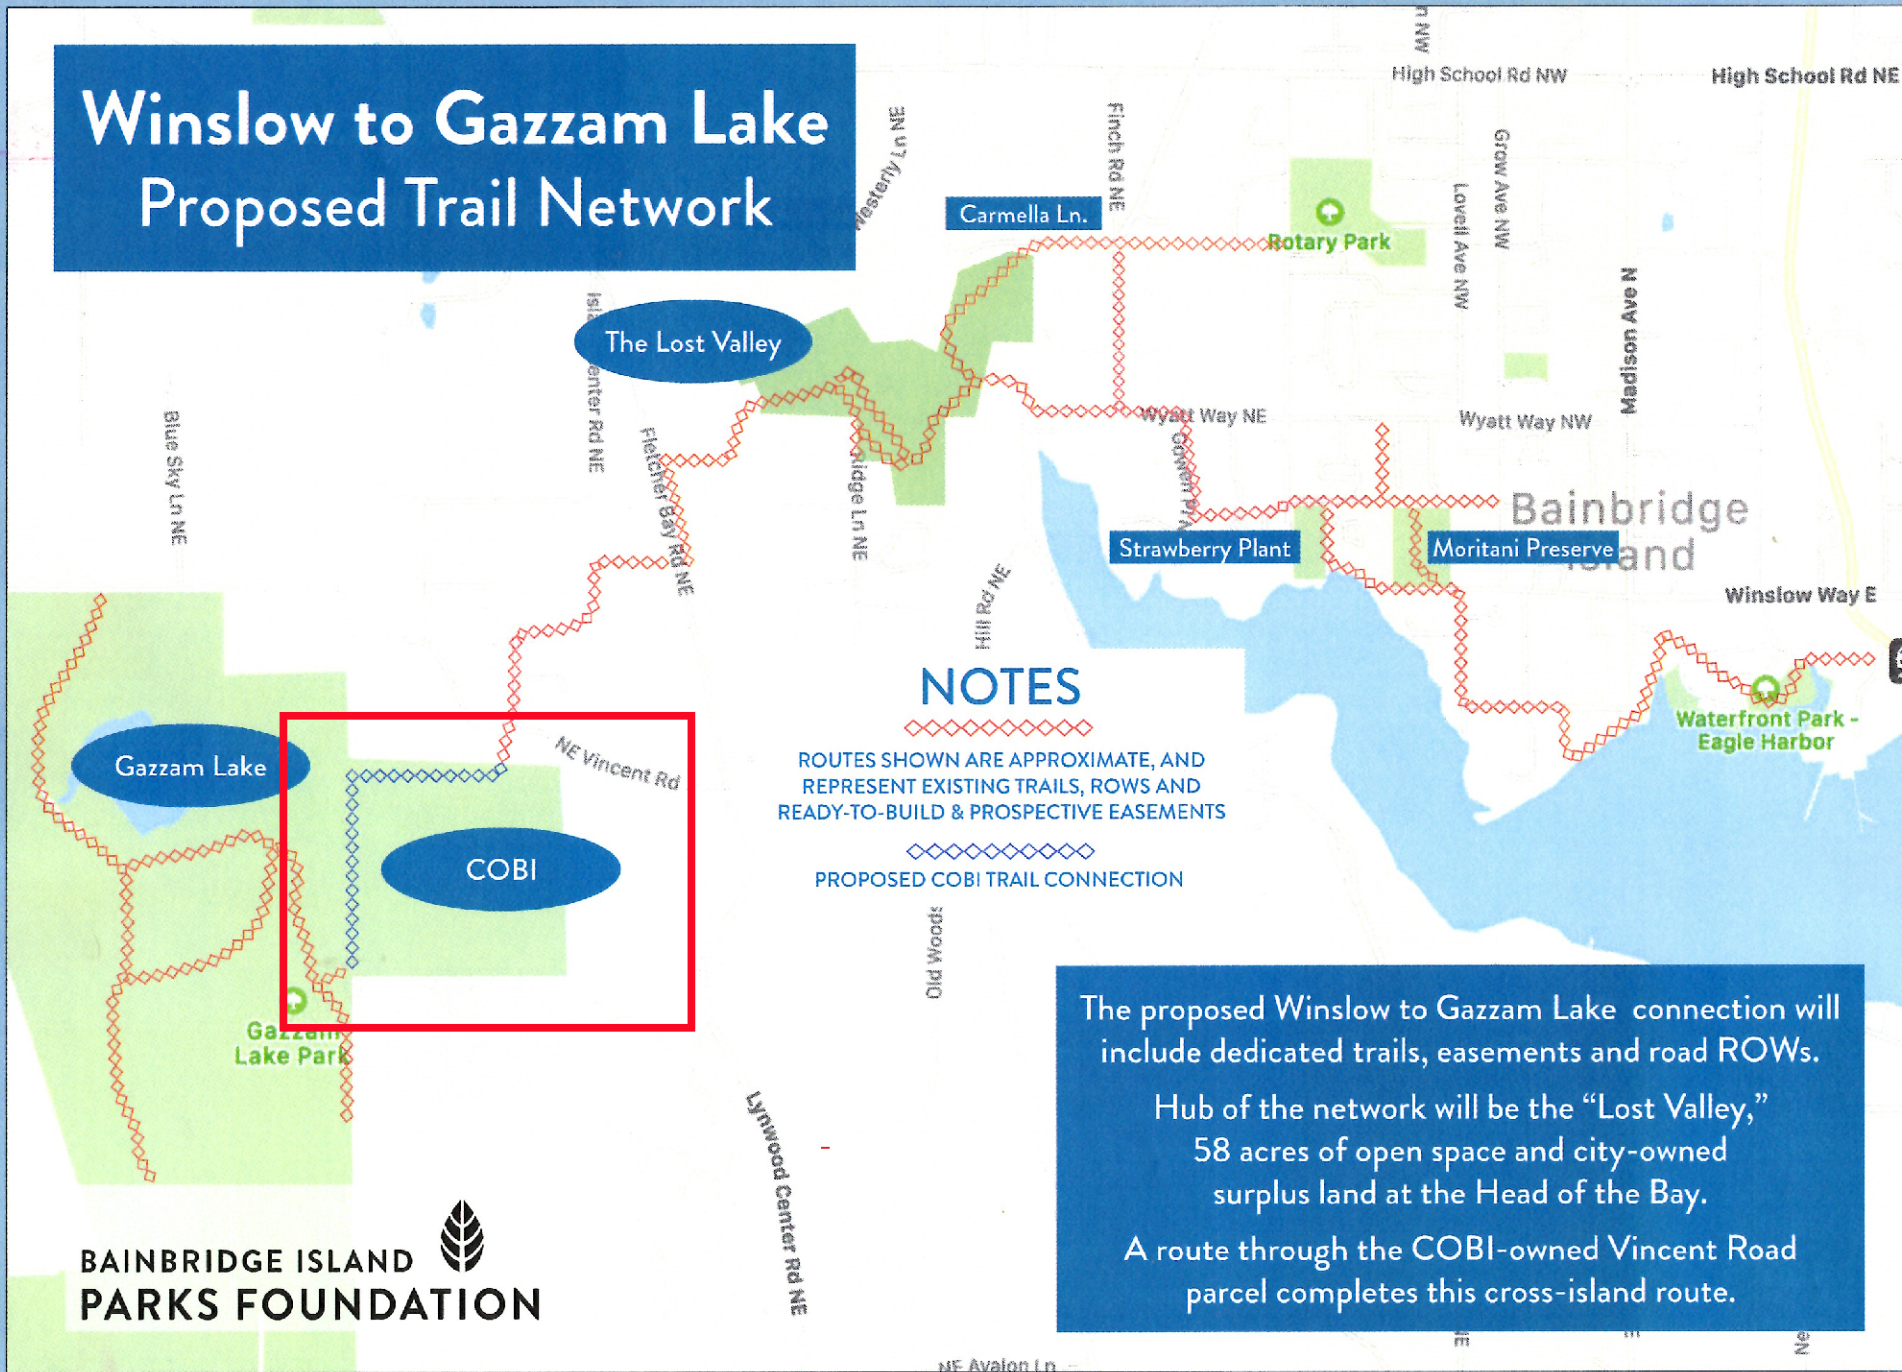 Winslow to Gazzam Lake
Proposed Trail Network
High School Rd NW
High School Rd NE
Westerly Ln NE
Finch Rd NE
Grow Ave NW
Lovell Ave NW
Madison Ave N
Carmella Ln.
Rotary Park
The Lost Valley
Blue Sky Ln NE
Fletcher Bay Rd NE
Wyatt Way NE
Wyatt Way NW
Strawberry Plant
Moritani Preserve
Bainbridge
Island
Hill Rd NE
Winslow Way E
Waterfront Park -
Eagle Harbor
Gazzam Lake
NE Vincent Rd
COBI
Gazzam
Lake Park
NOTES
ROUTES SHOWN ARE APPROXIMATE, AND
REPRESENT EXISTING TRAILS, ROWS AND
READY-TO-BUILD & PROSPECTIVE EASEMENTS
PROPOSED COBI TRAIL CONNECTION
Old Woods
Lynwood Center Rd NE
The proposed Winslow to Gazzam Lake connection will
include dedicated trails, easements and road ROWs.
Hub of the network will be the “Lost Valley,”
58 acres of open space and city-owned
surplus land at the Head of the Bay.
A route through the COBI-owned Vincent Road
parcel completes this cross-island route.
BAINBRIDGE ISLAND
PARKS FOUNDATION
NE Avalon Ln